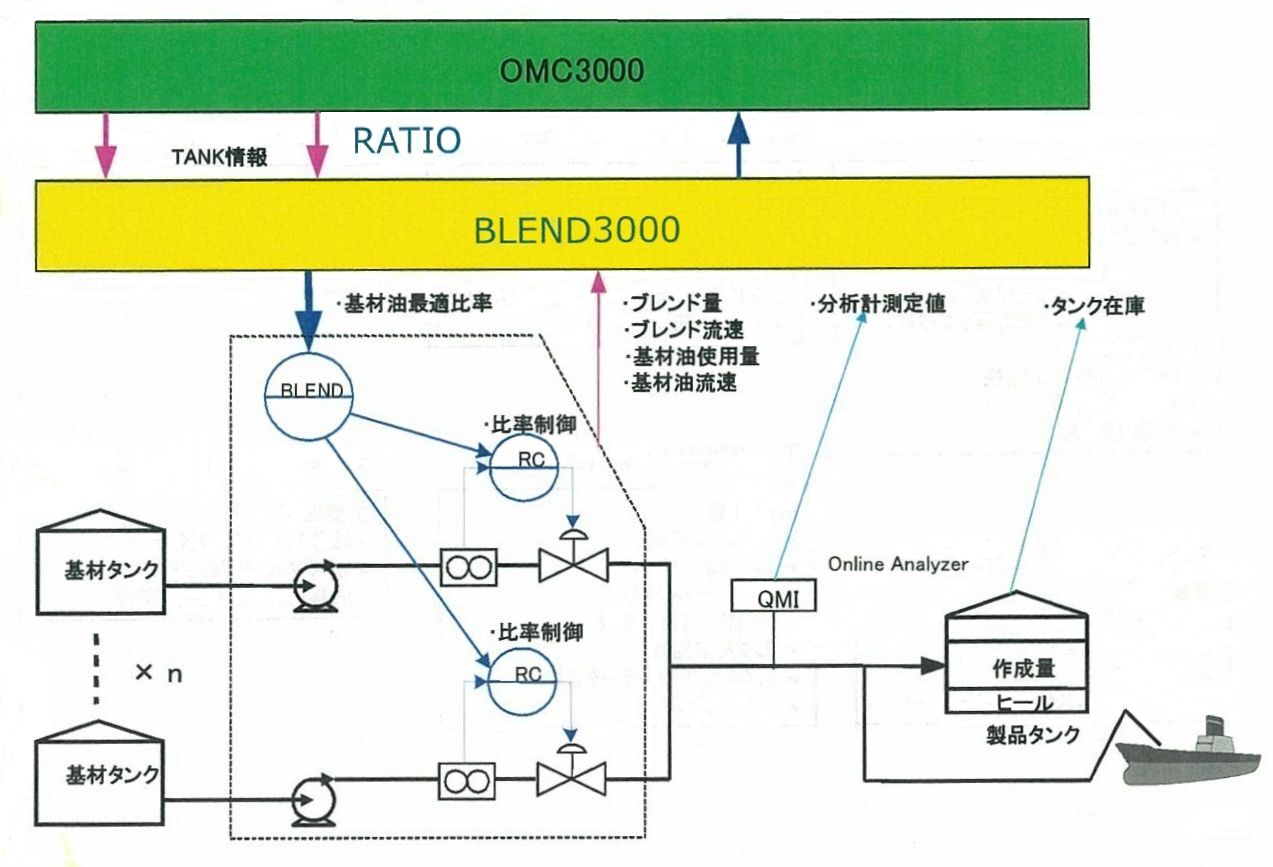 OMC3000
TANK情報
RATIO
BLEND3000
・基材油最適比率
・ブレンド量
・ブレンド流速
・基材油使用量
・基材油流速
・分析計測定値
・タンク在庫
BLEND
・比率制御
RC
基材タンク
Online Analyzer
QMI
・比率制御
RC
× n
作成量
ヒール
製品タンク
基材タンク